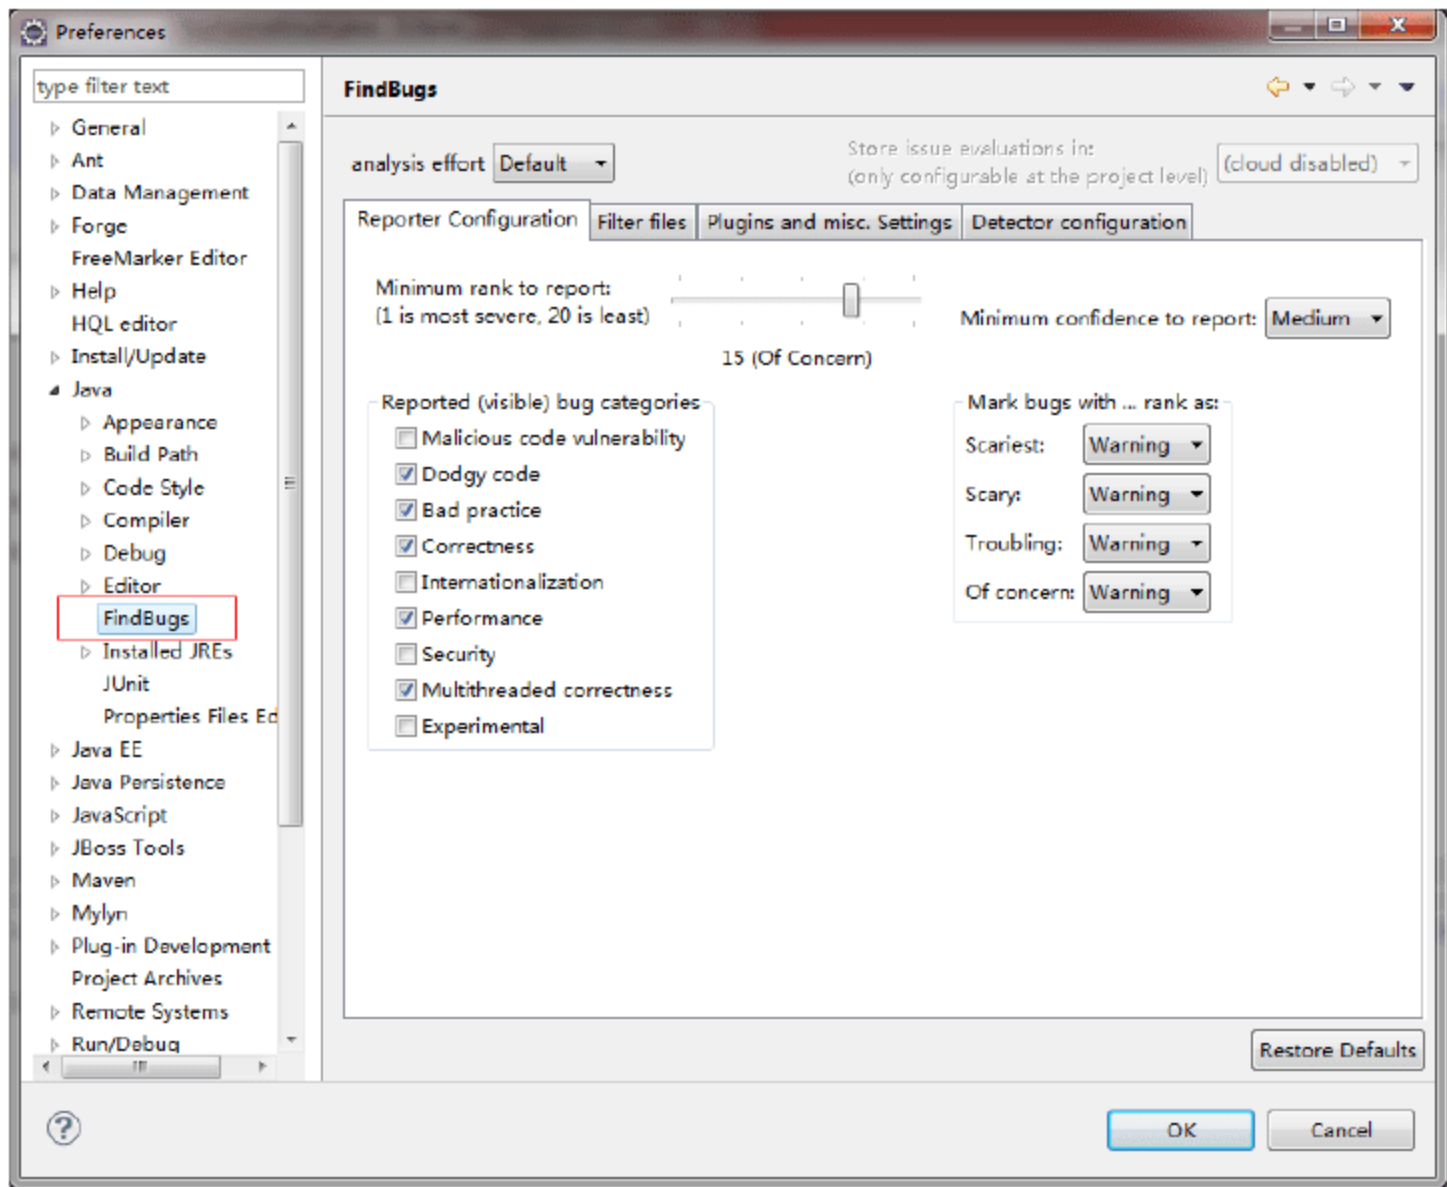 Preferences
type filter text
General
Ant
Data Management
Forge
FreeMarker Editor
Help
HQL editor
Install/Update
Java
Appearance
Build Path
Code Style
Compiler
Debug
Editor
FindBugs
Installed JREs
JUnit
Properties Files Ed
Java EE
Java Persistence
JavaScript
JBoss Tools
Maven
Mylyn
Plug-in Development
Project Archives
Remote Systems
Run/Debug
FindBugs
analysis effort Default
Store issue evaluations in:
(only configurable at the project level)
(cloud disabled)
Reporter Configuration Filter files Plugins and misc. Settings Detector configuration
Minimum rank to report:
(1 is most severe, 20 is least)
15 (Of Concern)
Minimum confidence to report: Medium
Reported (visible) bug categories
Malicious code vulnerability
Dodgy code
Bad practice
Correctness
Internationalization
Performance
Security
Multithreaded correctness
Experimental
Mark bugs with ... rank as:
Scariest: Warning
Scary: Warning
Troubling: Warning
Of concern: Warning
Restore Defaults
?
OK Cancel